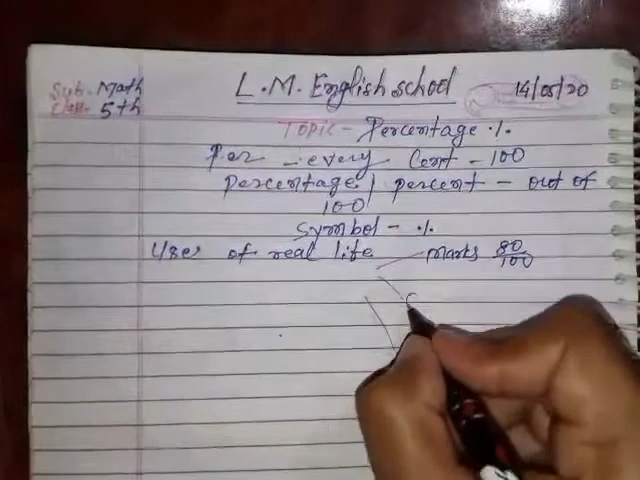 Sub- Math L.M. English school 14/05/20
Class- 5th
TOPIC - Percentage %.
Per - every Cent - 100
Percentage / percent - out of
100
Symbol - %.
Uses of real life - marks 80/100